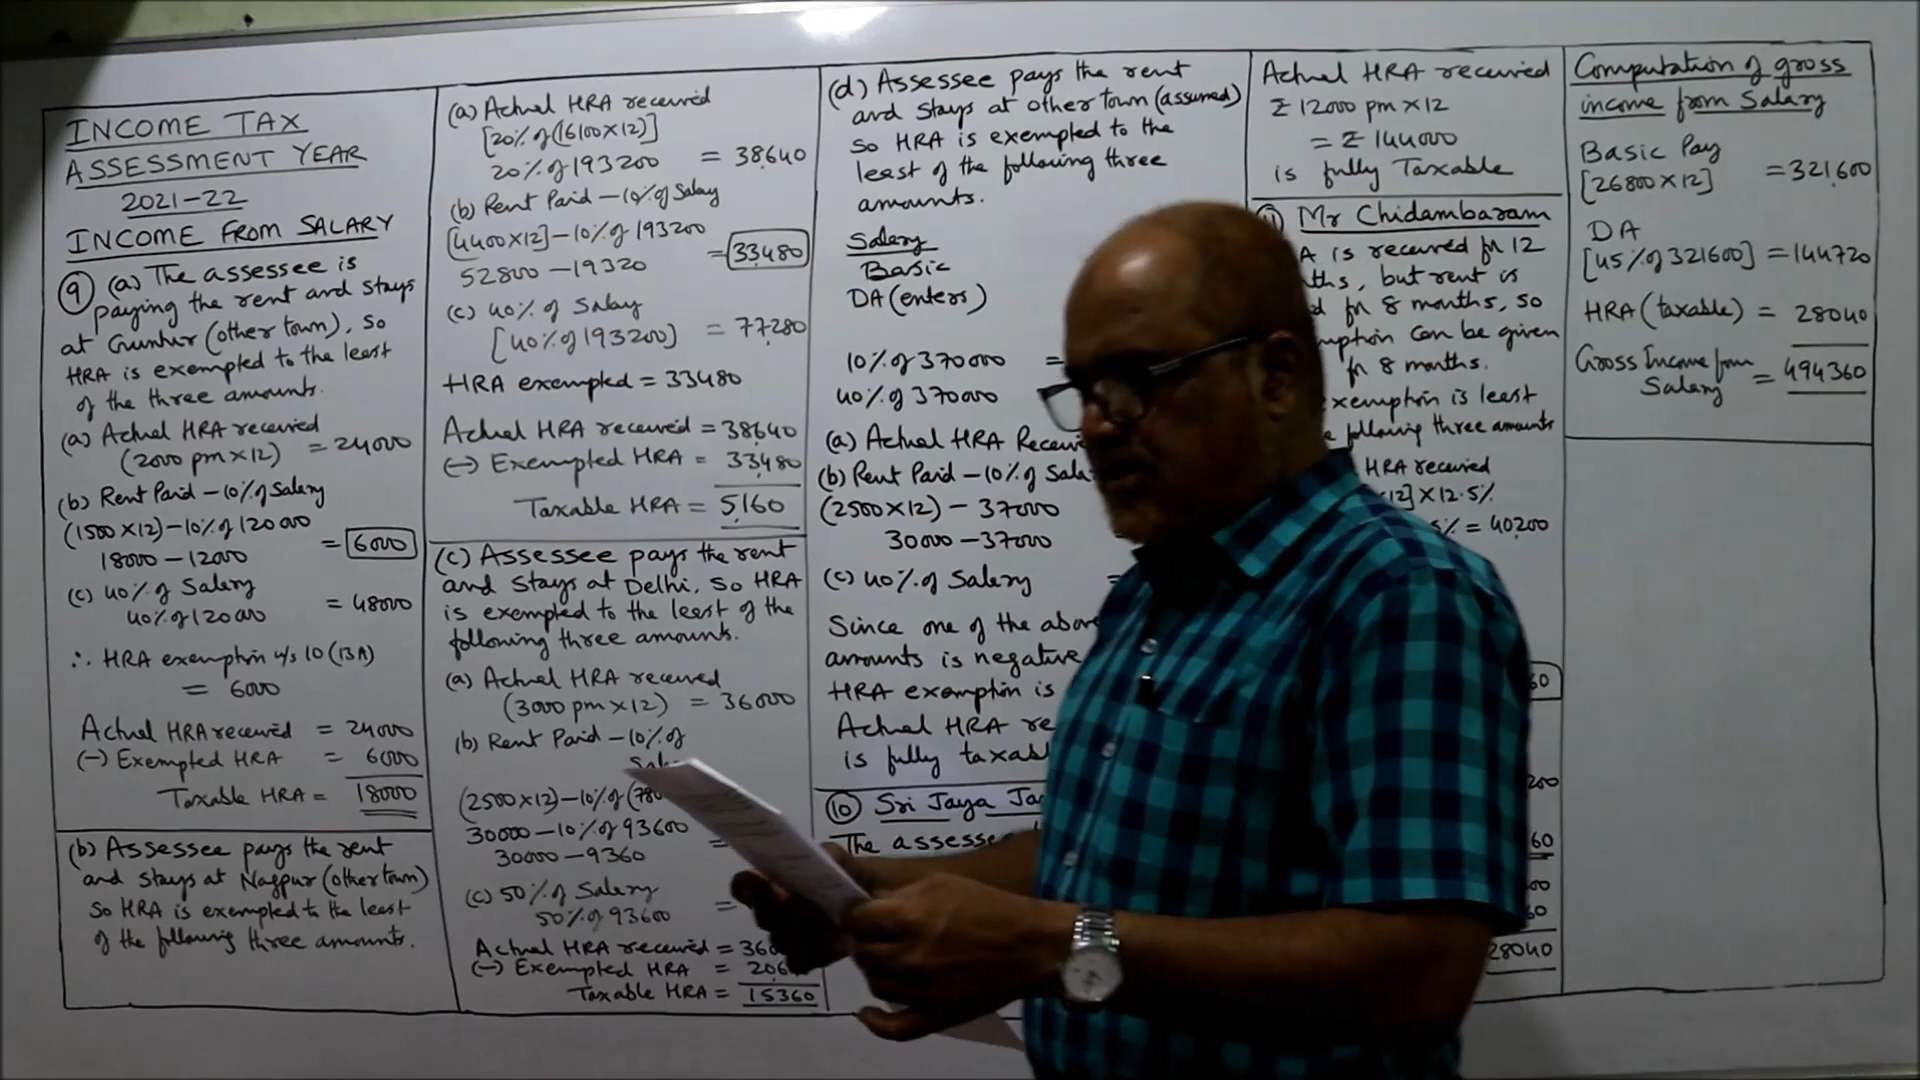 INCOME TAX
ASSESSMENT YEAR
2021-22
INCOME FROM SALARY
(9) (a) The assessee is
paying the rent and stays
at Guntur (other town), so
HRA is exempted to the least
of the three amounts.
(a) Actual HRA received
(2000 pm × 12) = 24000
(b) Rent Paid - 10% of Salary
(1500 × 12) - 10% of 120000
18000 - 12000 = 6000
(c) 40% of Salary
40% of 120000 = 48000
∴ HRA exemption u/s 10 (13A)
= 6000
Actual HRA received = 24000
(-) Exempted HRA = 6000
Taxable HRA = 18000
(b) Assessee pays the rent
and stays at Nagpur (other town)
So HRA is exempted to the least
of the following three amounts.
(a) Actual HRA received
[20% of (16100 × 12)]
20% of 193200 = 38,640
(b) Rent Paid - 10% of Salary
[4400 × 12] - 10% of 193200
52800 - 19320 = 33,480
(c) 40% of Salary
[40% of 193200] = 77,280
HRA exempted = 33480
Actual HRA received = 38,640
(-) Exempted HRA = 33,480
Taxable HRA = 5,160
(c) Assessee pays the rent
and stays at Delhi. So HRA
is exempted to the least of the
following three amounts.
(a) Actual HRA received
(3000 pm × 12) = 36000
(b) Rent Paid - 10% of
(2500 × 12) - 10% of
30000 - 10% of 93600
30000 - 9360
(c) 50% of Salary
50% of 93600 =
Actual HRA received =
(-) Exempted HRA =
Taxable HRA = 15360
(d) Assessee pays the rent
and stays at other town (assumed)
so HRA is exempted to the
least of the following three
amounts.
Salary
Basic
DA (enters)
10% of 370000 =
40% of 370000
(a) Actual HRA
(b) Rent Paid - 10% of
(2500 × 12) - 37000
30000 - 37000
(c) 40% of Salary =
Since one of the above
amounts is negative
HRA exemption is
Actual HRA
is fully
(10) Sri Jaya
The
Actual HRA received
₹ 12000 pm × 12
= ₹ 144000
is fully Taxable
Mr Chidambaram
is received for 12
but rent is
for 8 months, so
can be given
for 8 months.
is least
following three amounts
HRA received
12] × 12.5%
= 40200
28040
Computation of gross
income from Salary
Basic Pay
[26800 × 12] = 321,600
DA
[45% of 321600] = 144720
HRA (taxable) = 28040
Gross Income from
Salary = 494360